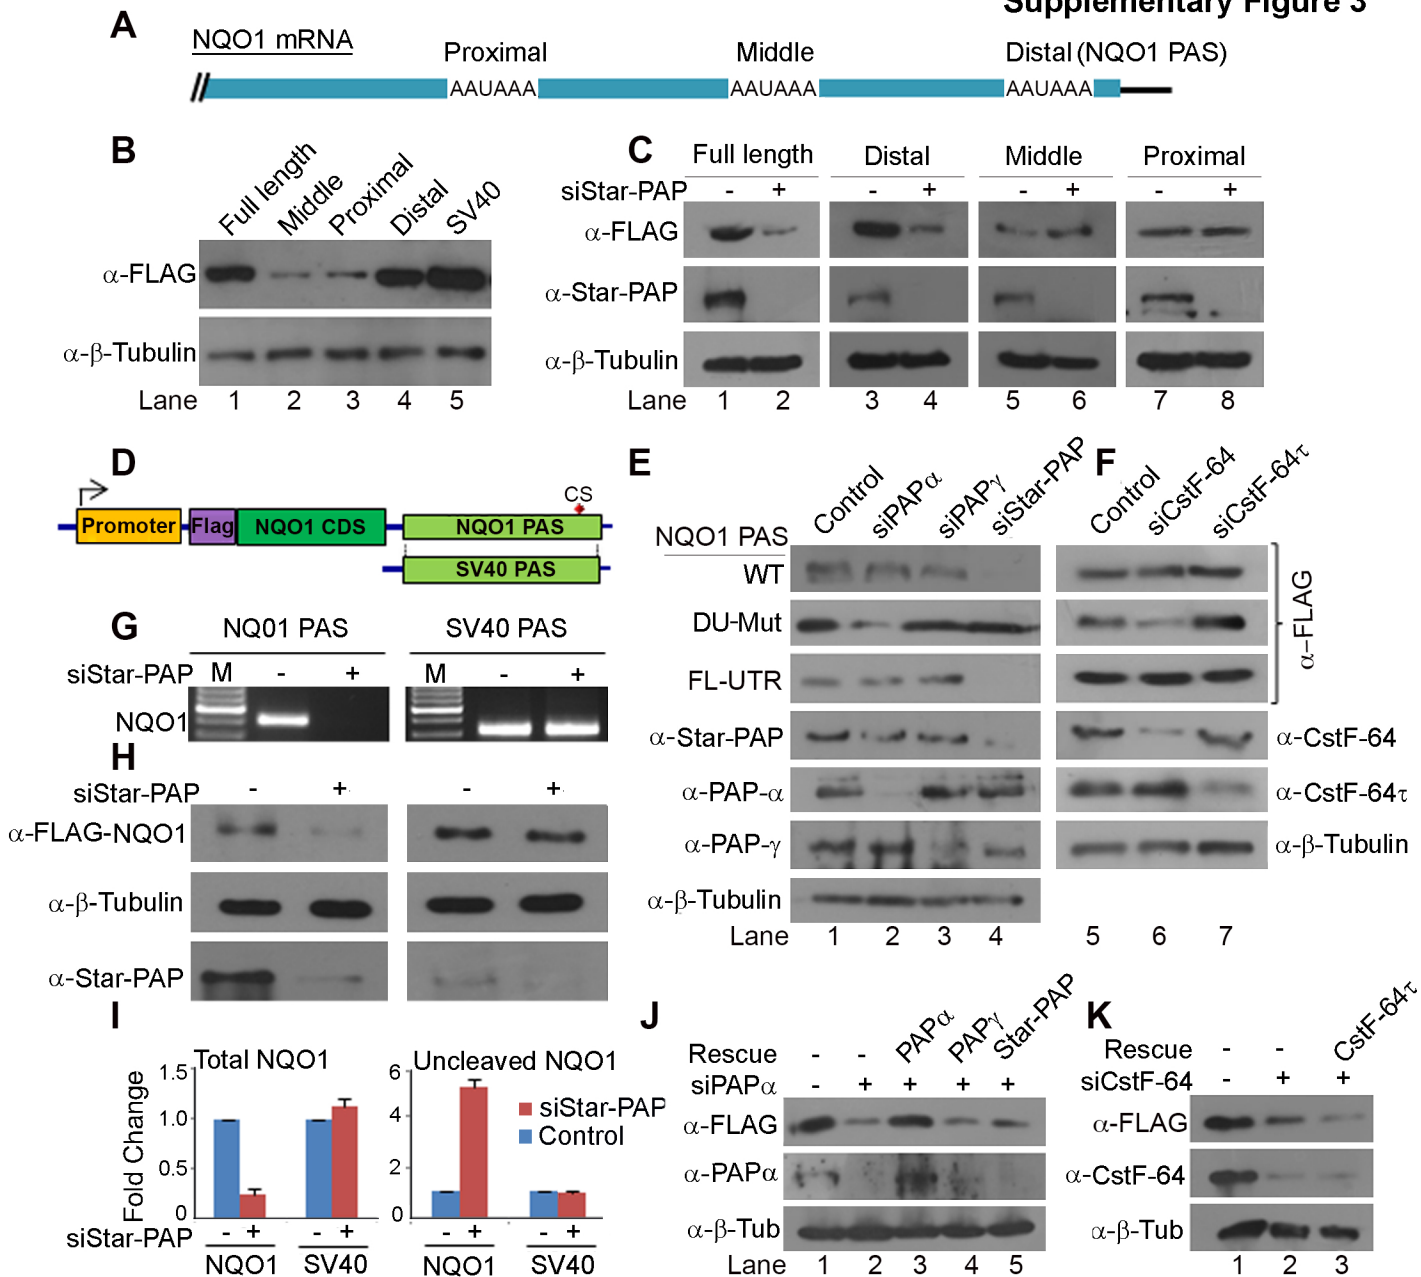 Supplementary Figure 3
A
NQO1 mRNA
Proximal
Middle
Distal (NQO1 PAS)
//
AAUAAA
AAUAAA
AAUAAA
B
Full length
Middle
Proximal
Distal
SV40
α-FLAG
α-β-Tubulin
Lane 1 2 3 4 5
C
Full length
Distal
Middle
Proximal
siStar-PAP - + - + - + - +
α-FLAG
α-Star-PAP
α-β-Tubulin
Lane 1 2 3 4 5 6 7 8
D
CS
Promoter
Flag
NQO1 CDS
NQO1 PAS
SV40 PAS
E
Control
siPAPα
siPAPγ
siStar-PAP
NQO1 PAS
WT
DU-Mut
FL-UTR
α-Star-PAP
α-PAP-α
α-PAP-γ
α-β-Tubulin
Lane 1 2 3 4
F
Control
siCstF-64
siCstF-64τ
α-FLAG
α-CstF-64
α-CstF-64τ
α-β-Tubulin
5 6 7
G
NQ01 PAS
SV40 PAS
siStar-PAP M - + M - +
NQO1
H
siStar-PAP - + - +
α-FLAG-NQO1
α-β-Tubulin
α-Star-PAP
I
Total NQO1
Fold Change
1.5
1.0
0.5
0
Uncleaved NQO1
6
4
2
0
siStar-PAP
Control
siStar-PAP - + - + - + - +
NQO1 SV40 NQO1 SV40
J
Rescue - - PAPα PAPγ Star-PAP
siPAPα - + + + +
α-FLAG
α-PAPα
α-β-Tub
Lane 1 2 3 4 5
K
Rescue - - CstF-64τ
siCstF-64 - + +
α-FLAG
α-CstF-64
α-β-Tub
1 2 3